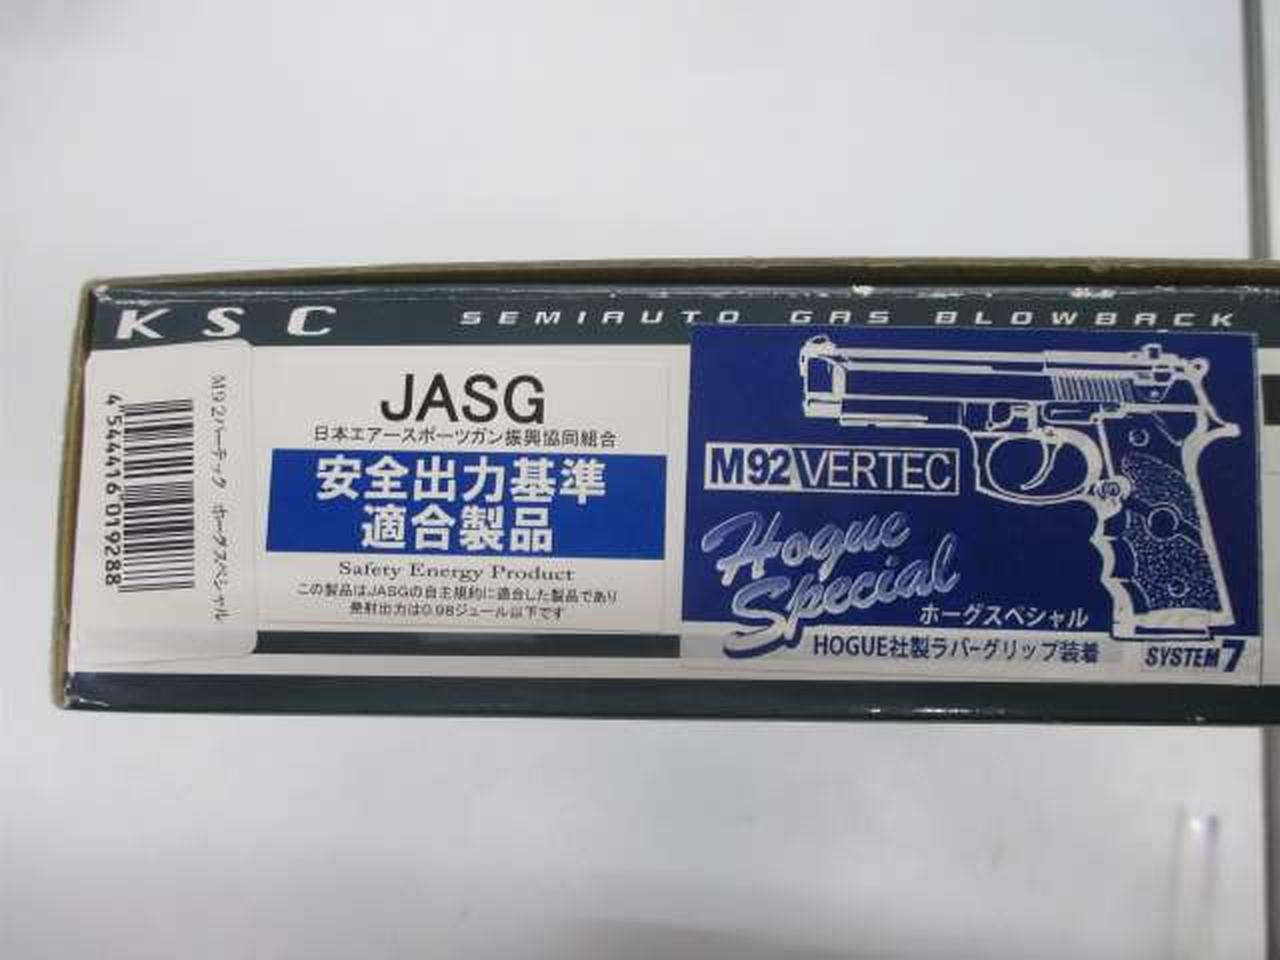 KSC SEMIAUTO GAS BLOWBACK
M92バーテック ホーグスペシャル
4 544416 019288
JASG
日本エアースポーツガン振興協同組合
安全出力基準
適合製品
Safety Energy Product
この製品はJASGの自主規約に適合した製品であり
発射出力は0.98ジュール以下です
M92 VERTEC
Hogue
Special
ホーグスペシャル
HOGUE社製ラバーグリップ装着
SYSTEM7